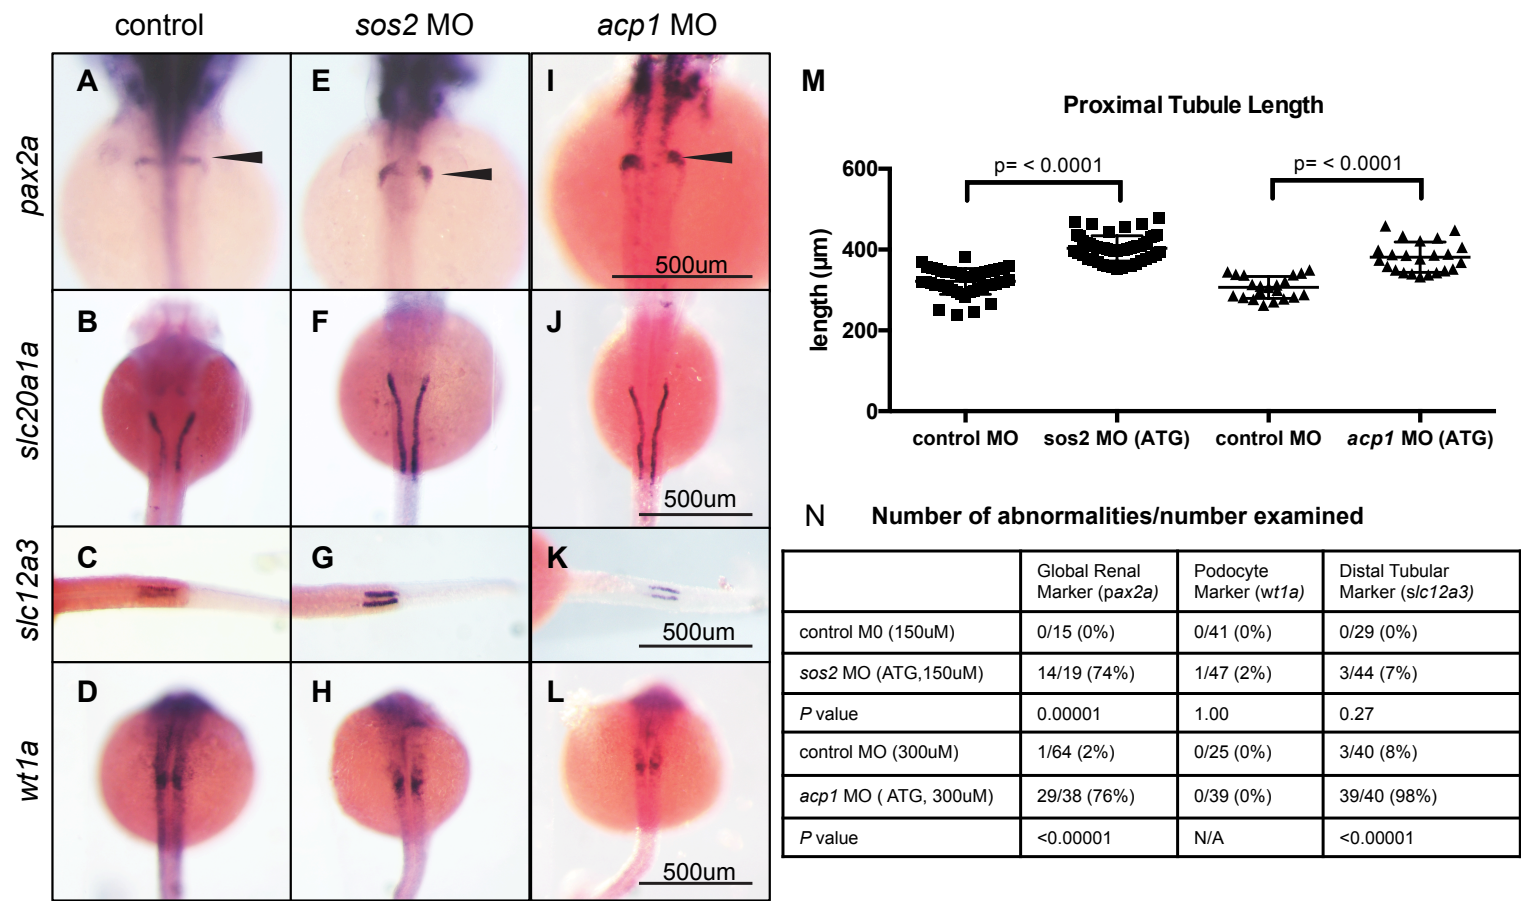 control
sos2 MO
acp1 MO
pax2a
A
E
I
500um
slc20a1a
B
F
J
500um
slc12a3
C
G
K
500um
wt1a
D
H
L
500um
M
Proximal Tubule Length
p= < 0.0001
p= < 0.0001
length (µm)
600
400
200
0
control MO
sos2 MO (ATG)
control MO
acp1 MO (ATG)
N
Number of abnormalities/number examined
Global Renal
Marker (pax2a)
Podocyte
Marker (wt1a)
Distal Tubular
Marker (slc12a3)
control M0 (150uM)
0/15 (0%)
0/41 (0%)
0/29 (0%)
sos2 MO (ATG,150uM)
14/19 (74%)
1/47 (2%)
3/44 (7%)
P value
0.00001
1.00
0.27
control MO (300uM)
1/64 (2%)
0/25 (0%)
3/40 (8%)
acp1 MO ( ATG, 300uM)
29/38 (76%)
0/39 (0%)
39/40 (98%)
P value
<0.00001
N/A
<0.00001